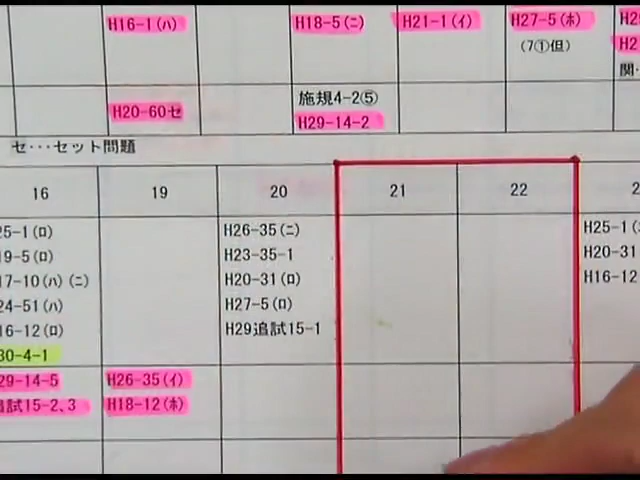 H16-1(ハ) H18-5(ニ) H21-1(イ) H27-5(ホ)
(7①但)
関
施規4-2⑤
H20-60セ H29-14-2
セ･･･セット問題
16 19 20 21 22
25-1(ロ) H26-35(ニ) H25-1
19-5(ロ) H23-35-1 H20-31
17-10(ハ)(ニ) H20-31(ロ) H16-12
24-51(ハ) H27-5(ロ)
16-12(ロ) H29追試15-1
30-4-1
29-14-5 H26-35(イ)
追試15-2､3 H18-12(ホ)